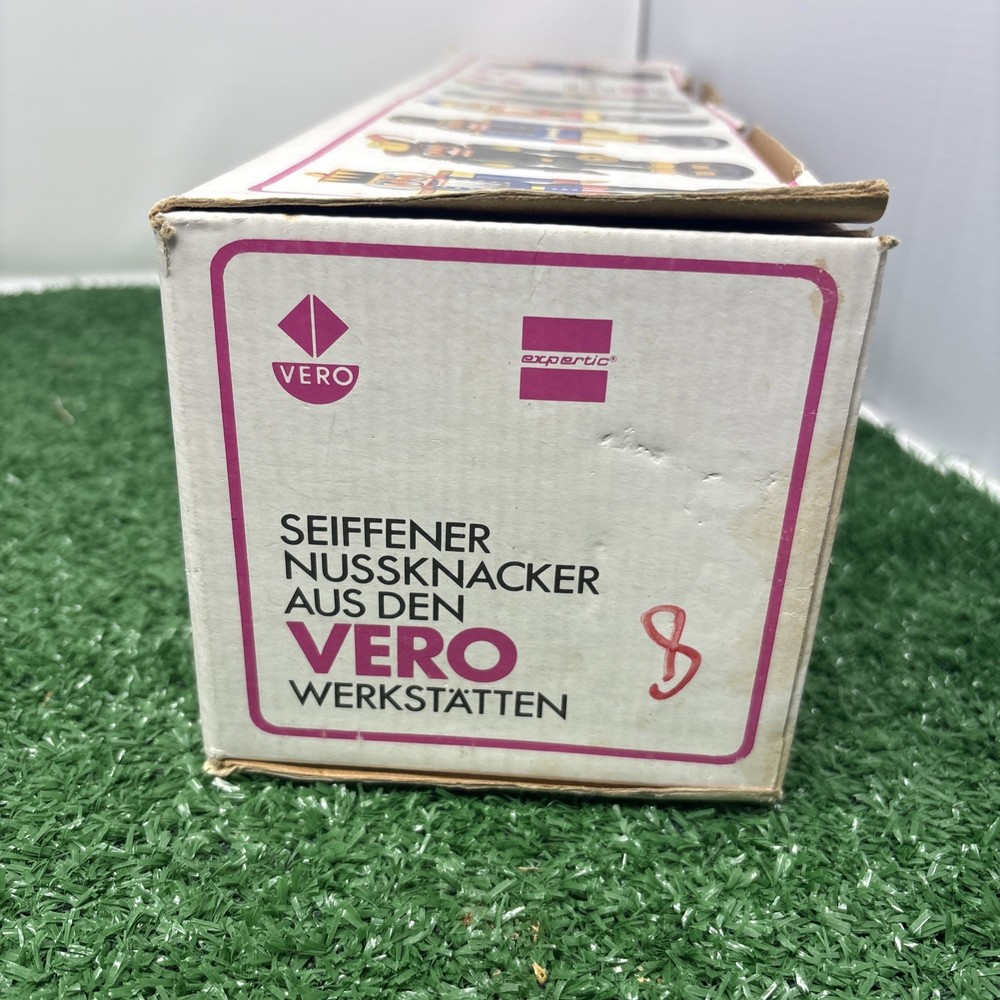 VERO
expertic®
SEIFFENER
NUSSKNACKER
AUS DEN
VERO
WERKSTÄTTEN
8